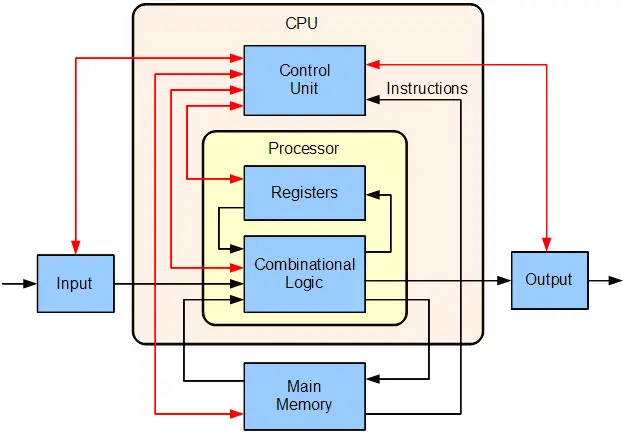 CPU
Control
Unit
Instructions
Processor
Registers
Combinational
Logic
Input
Output
Main
Memory